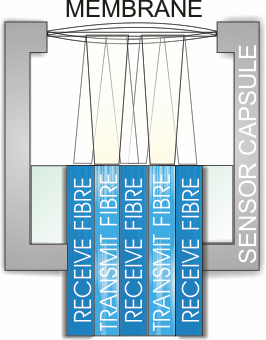 MEMBRANE
SENSOR CAPSULE
RECEIVE FIBRE
TRANSMIT FIBRE
RECEIVE FIBRE
TRANSMIT FIBRE
RECEIVE FIBRE